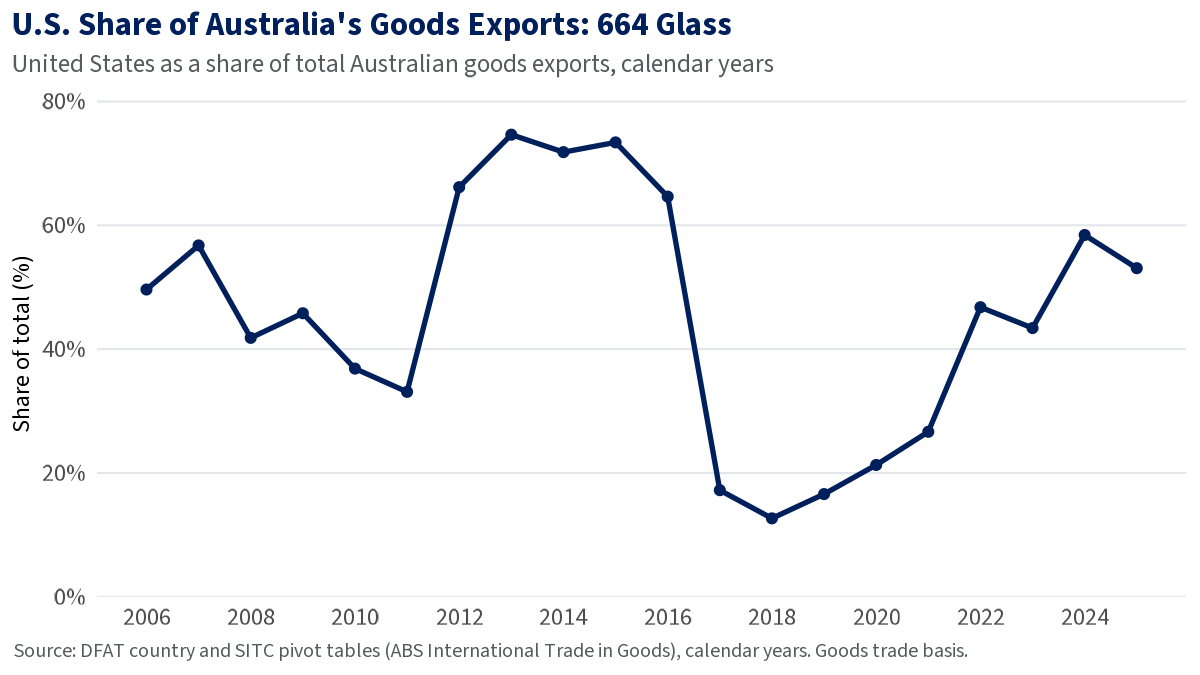 U.S. Share of Australia's Goods Exports: 664 Glass
United States as a share of total Australian goods exports, calendar years
Share of total (%)
80%
60%
40%
20%
0%
2006 2008 2010 2012 2014 2016 2018 2020 2022 2024
Source: DFAT country and SITC pivot tables (ABS International Trade in Goods), calendar years. Goods trade basis.